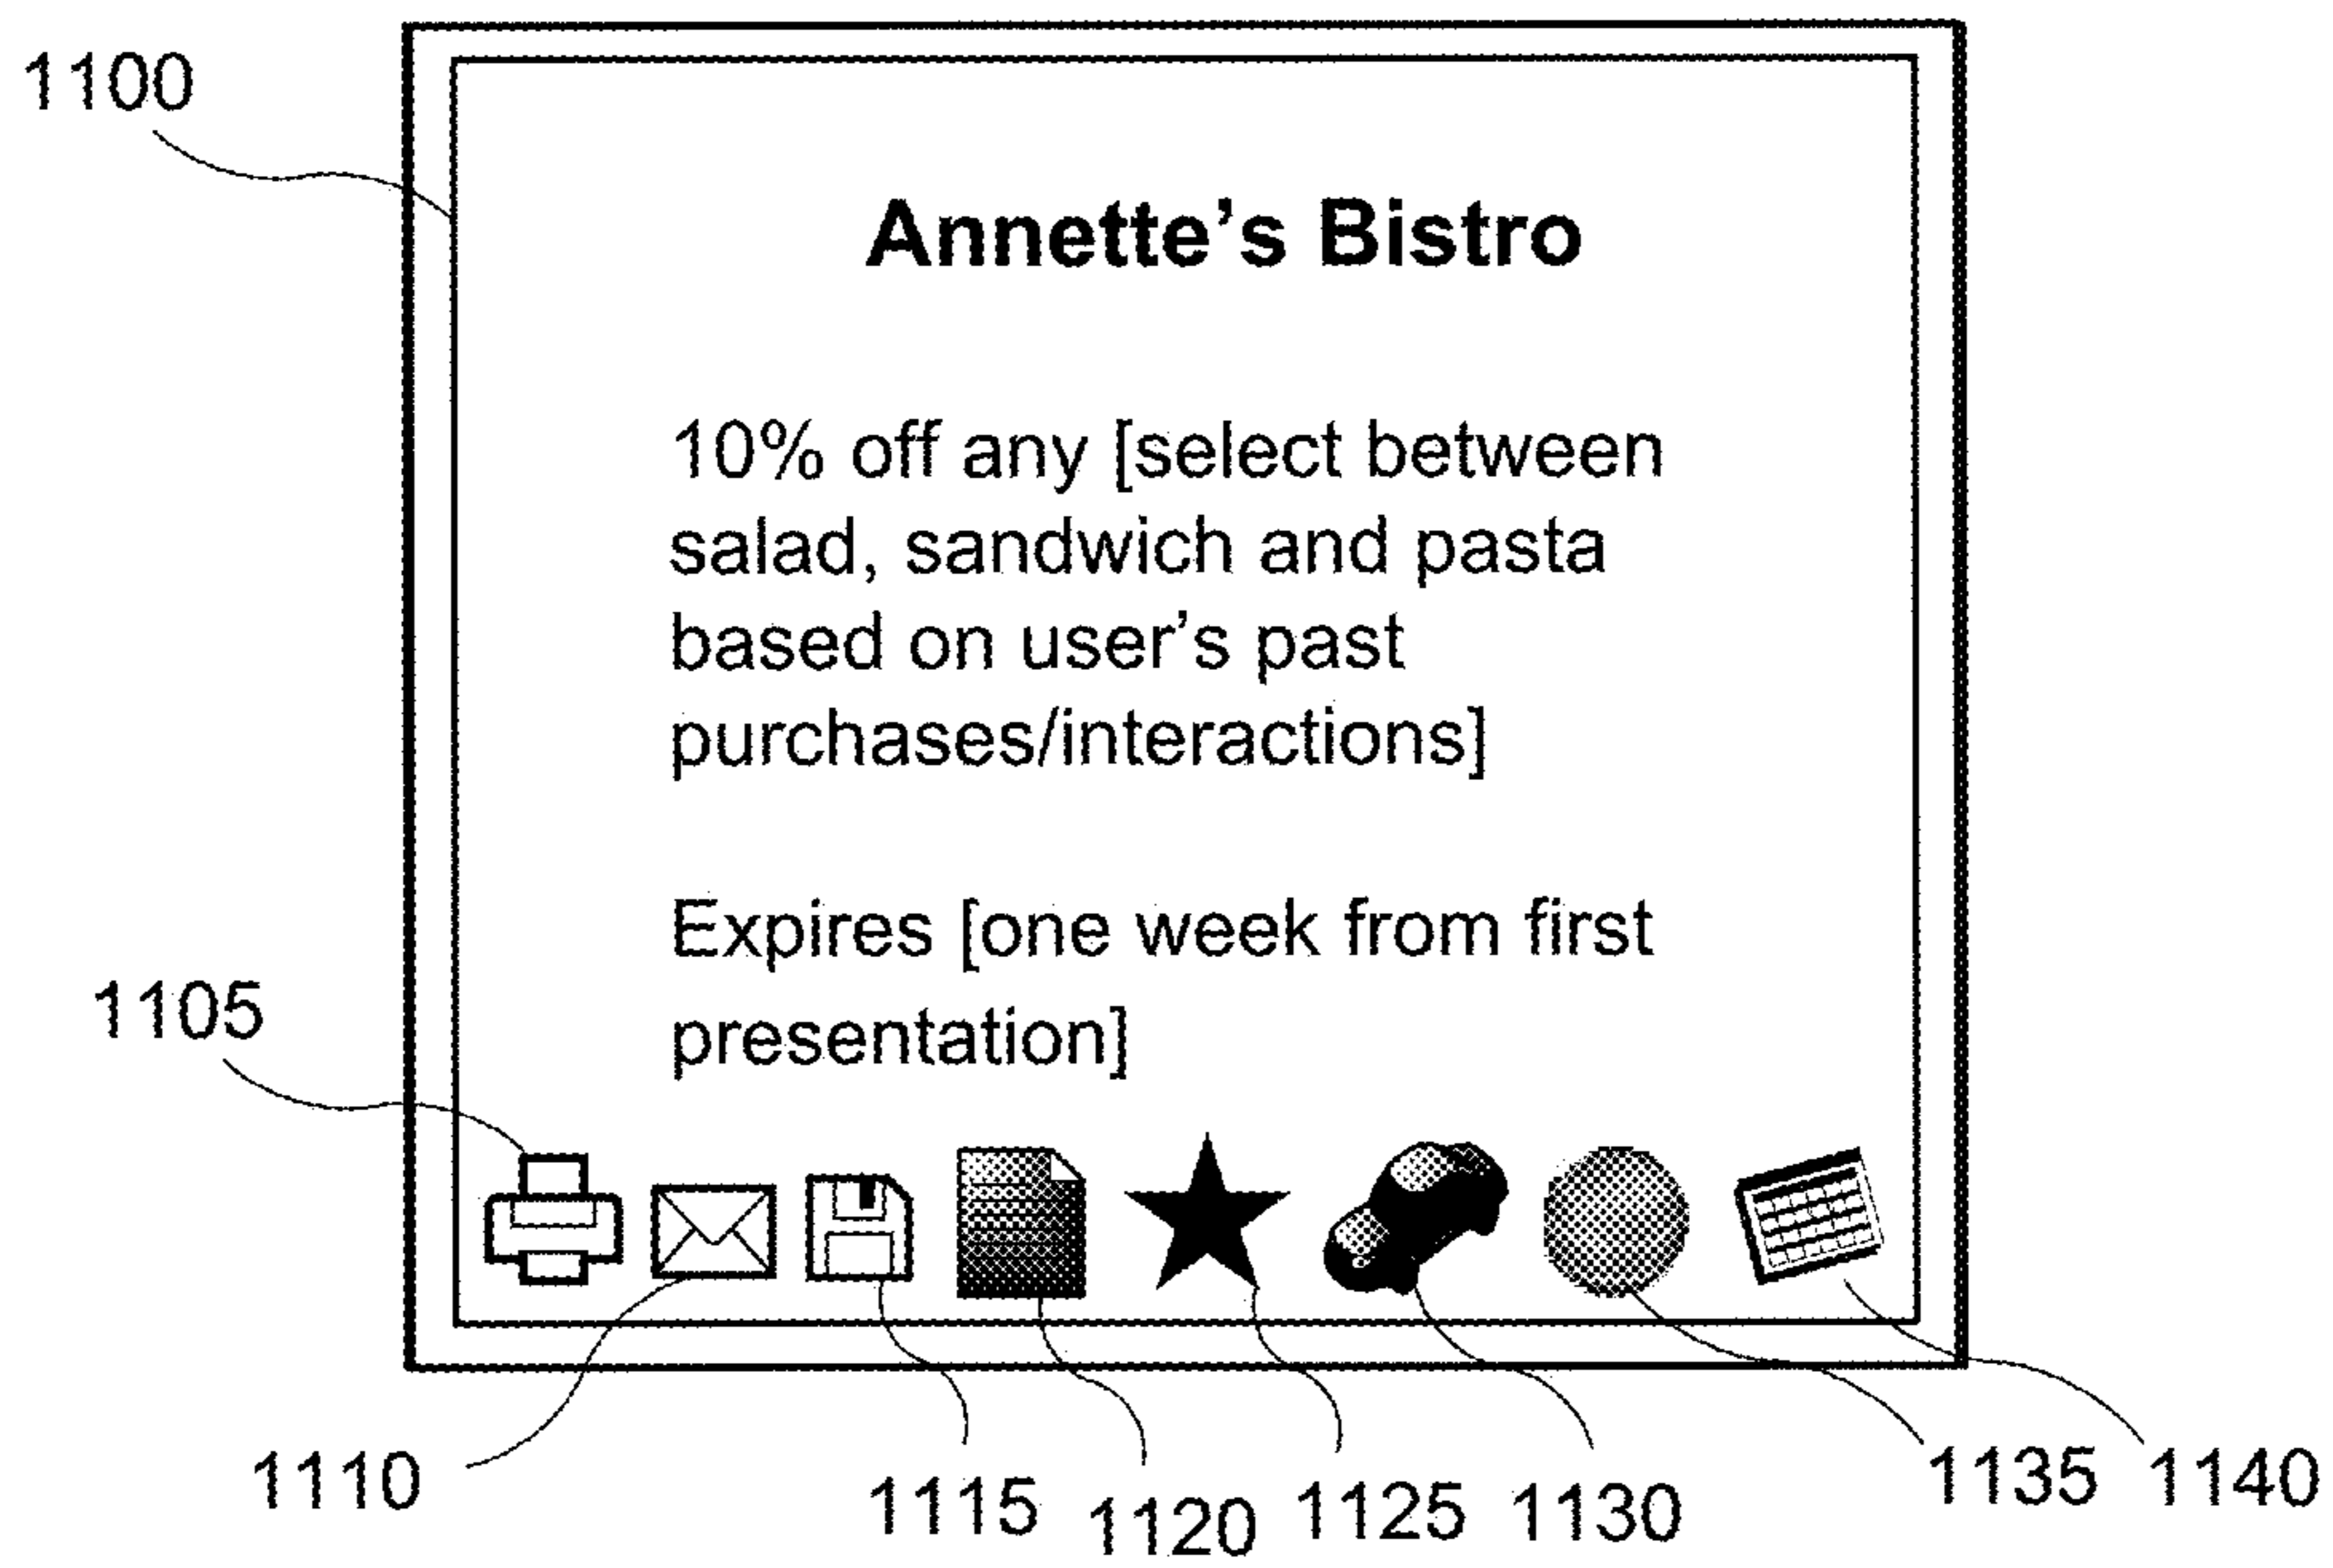 1100
Annette's Bistro
10% off any [select between
salad, sandwich and pasta
based on user's past
purchases/interactions]
Expires [one week from first
presentation]
1105
1110
1115
1120
1125
1130
1135
1140